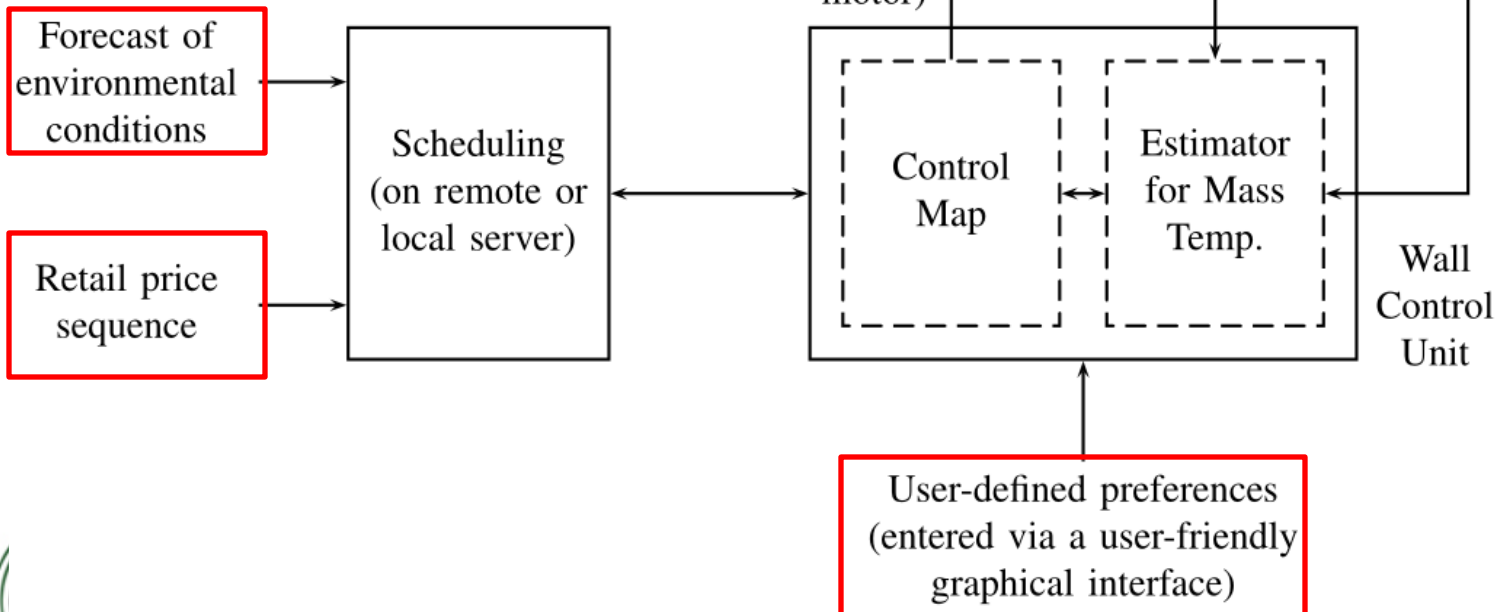 motor)
Forecast of
environmental
conditions
Scheduling
(on remote or
local server)
Control
Map
Estimator
for Mass
Temp.
Retail price
sequence
Wall
Control
Unit
User-defined preferences
(entered via a user-friendly
graphical interface)